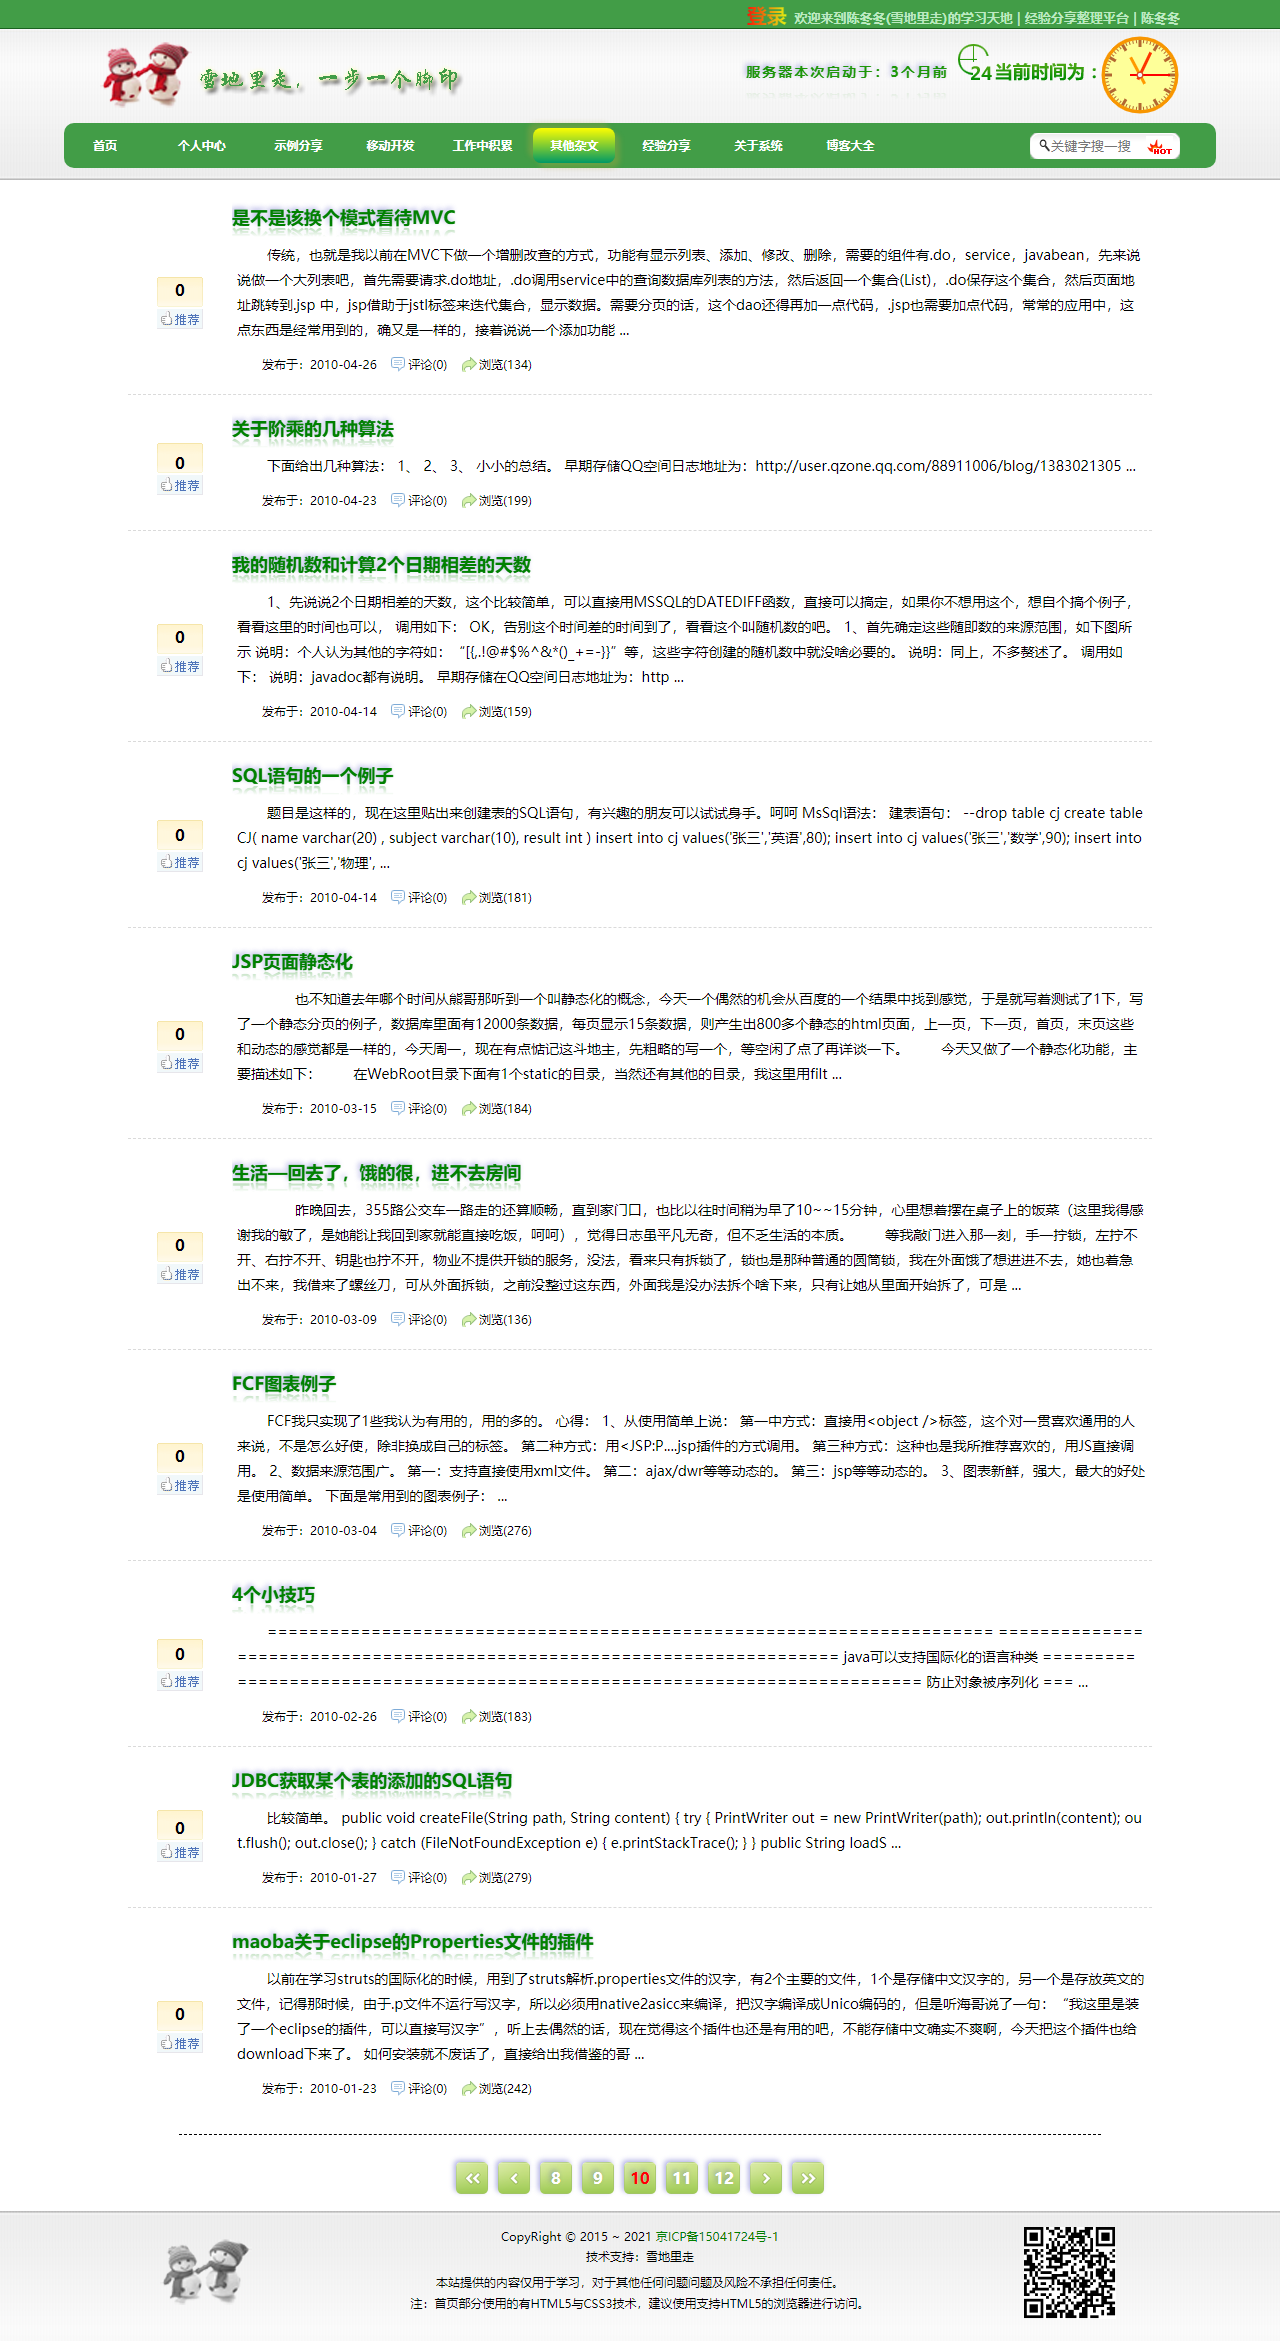 登录 欢迎来到陈冬冬(雪地里走)的学习天地 | 经验分享整理平台 | 陈冬冬
雪地里走，一步一个脚印
服务器本次启动于：3个月前 24 当前时间为：
首页 个人中心 示例分享 移动开发 工作中积累 其他杂文 经验分享 关于系统 博客大全 关键字搜一搜 HOT
是不是该换个模式看待MVC
传统，也就是我以前在MVC下做一个增删改查的方式，功能有显示列表、添加、修改、删除，需要的组件有.do，service，javabean，先来说
说做一个大列表吧，首先需要请求.do地址，.do调用service中的查询数据库列表的方法，然后返回一个集合(List)，.do保存这个集合，然后页面地
址跳转到.jsp 中，jsp借助于jstl标签来迭代集合，显示数据。需要分页的话，这个dao还得再加一点代码，.jsp也需要加点代码，常常的应用中，这
点东西是经常用到的，确又是一样的，接着说说一个添加功能 ...
0
推荐
发布于：2010-04-26 评论(0) 浏览(134)
关于阶乘的几种算法
下面给出几种算法： 1、 2、 3、 小小的总结。 早期存储QQ空间日志地址为：http://user.qzone.qq.com/88911006/blog/1383021305 ...
0
推荐
发布于：2010-04-23 评论(0) 浏览(199)
我的随机数和计算2个日期相差的天数
1、先说说2个日期相差的天数，这个比较简单，可以直接用MSSQL的DATEDIFF函数，直接可以搞定，如果你不想用这个，想自个搞个例子，
看看这里的时间也可以， 调用如下： OK，告别这个时间差的时间到了，看看这个叫随机数的吧。 1、首先确定这些随即数的来源范围，如下图所
示 说明：个人认为其他的字符如：“[{,.!@#$%^&*()_+=-}}”等，这些字符创建的随机数中就没啥必要的。 说明：同上，不多赘述了。 调用如
下： 说明：javadoc都有说明。 早期存储在QQ空间日志地址为：http ...
0
推荐
发布于：2010-04-14 评论(0) 浏览(159)
SQL语句的一个例子
题目是这样的，现在这里贴出来创建表的SQL语句，有兴趣的朋友可以试试身手。呵呵 MsSql语法： 建表语句： --drop table cj create table
CJ( name varchar(20) , subject varchar(10), result int ) insert into cj values('张三','英语',80); insert into cj values('张三','数学',90); insert into
cj values('张三','物理', ...
0
推荐
发布于：2010-04-14 评论(0) 浏览(181)
JSP页面静态化
也不知道去年哪个时间从熊哥那听到一个叫静态化的概念，今天一个偶然的机会从百度的一个结果中找到感觉，于是就写着测试了1下，写
了一个静态分页的例子，数据库里面有12000条数据，每页显示15条数据，则产生出800多个静态的html页面，上一页，下一页，首页，末页这些
和动态的感觉都是一样的，今天周一，现在有点惦记这斗地主，先粗略的写一个，等空闲了点了再详谈一下。 今天又做了一个静态化功能，主
要描述如下： 在WebRoot目录下面有1个static的目录，当然还有其他的目录，我这里用filt ...
0
推荐
发布于：2010-03-15 评论(0) 浏览(184)
生活—回去了，饿的很，进不去房间
昨晚回去，355路公交车一路走的还算顺畅，直到家门口，也比以往时间稍为早了10~~15分钟，心里想着摆在桌子上的饭菜（这里我得感
谢我的敏了，是她能让我回到家就能直接吃饭，呵呵），觉得日志虽平凡无奇，但不乏生活的本质。 等我敲门进入那一刻，手一拧锁，左拧不
开、右拧不开、钥匙也拧不开，物业不提供开锁的服务，没法，看来只有拆锁了，锁也是那种普通的圆筒锁，我在外面饿了想进进不去，她也着急
出不来，我借来了螺丝刀，可从外面拆锁，之前没整过这东西，外面我是没办法拆个啥下来，只有让她从里面开始拆了，可是 ...
0
推荐
发布于：2010-03-09 评论(0) 浏览(136)
FCF图表例子
FCF我只实现了1些我认为有用的，用的多的。 心得： 1、从使用简单上说： 第一中方式：直接用<object />标签，这个对一贯喜欢通用的人
来说，不是怎么好使，除非换成自己的标签。 第二种方式：用<JSP:P....jsp插件的方式调用。 第三种方式：这种也是我所推荐喜欢的，用JS直接调
用。 2、数据来源范围广。 第一：支持直接使用xml文件。 第二：ajax/dwr等等动态的。 第三：jsp等等动态的。 3、图表新鲜，强大，最大的好处
是使用简单。 下面是常用到的图表例子： ...
0
推荐
发布于：2010-03-04 评论(0) 浏览(276)
4个小技巧
====================================================================== ==============
========================================================== java可以支持国际化的语言种类 =========
================================================================== 防止对象被序列化 === ...
0
推荐
发布于：2010-02-26 评论(0) 浏览(183)
JDBC获取某个表的添加的SQL语句
比较简单。 public void createFile(String path, String content) { try { PrintWriter out = new PrintWriter(path); out.println(content); ou
t.flush(); out.close(); } catch (FileNotFoundException e) { e.printStackTrace(); } } public String loadS ...
0
推荐
发布于：2010-01-27 评论(0) 浏览(279)
maoba关于eclipse的Properties文件的插件
以前在学习struts的国际化的时候，用到了struts解析.properties文件的汉字，有2个主要的文件，1个是存储中文汉字的，另一个是存放英文的
文件，记得那时候，由于.p文件不运行写汉字，所以必须用native2asicc来编译，把汉字编译成Unico编码的，但是听海哥说了一句：“我这里是装
了一个eclipse的插件，可以直接写汉字”，听上去偶然的话，现在觉得这个插件也还是有用的吧，不能存储中文确实不爽啊，今天把这个插件也给
download下来了。 如何安装就不废话了，直接给出我借鉴的哥 ...
0
推荐
发布于：2010-01-23 评论(0) 浏览(242)
<< < 8 9 10 11 12 > >>
CopyRight © 2015 ~ 2021 京ICP备15041724号-1
技术支持：雪地里走
本站提供的内容仅用于学习，对于其他任何问题问题及风险不承担任何责任。
注：首页部分使用的有HTML5与CSS3技术，建议使用支持HTML5的浏览器进行访问。